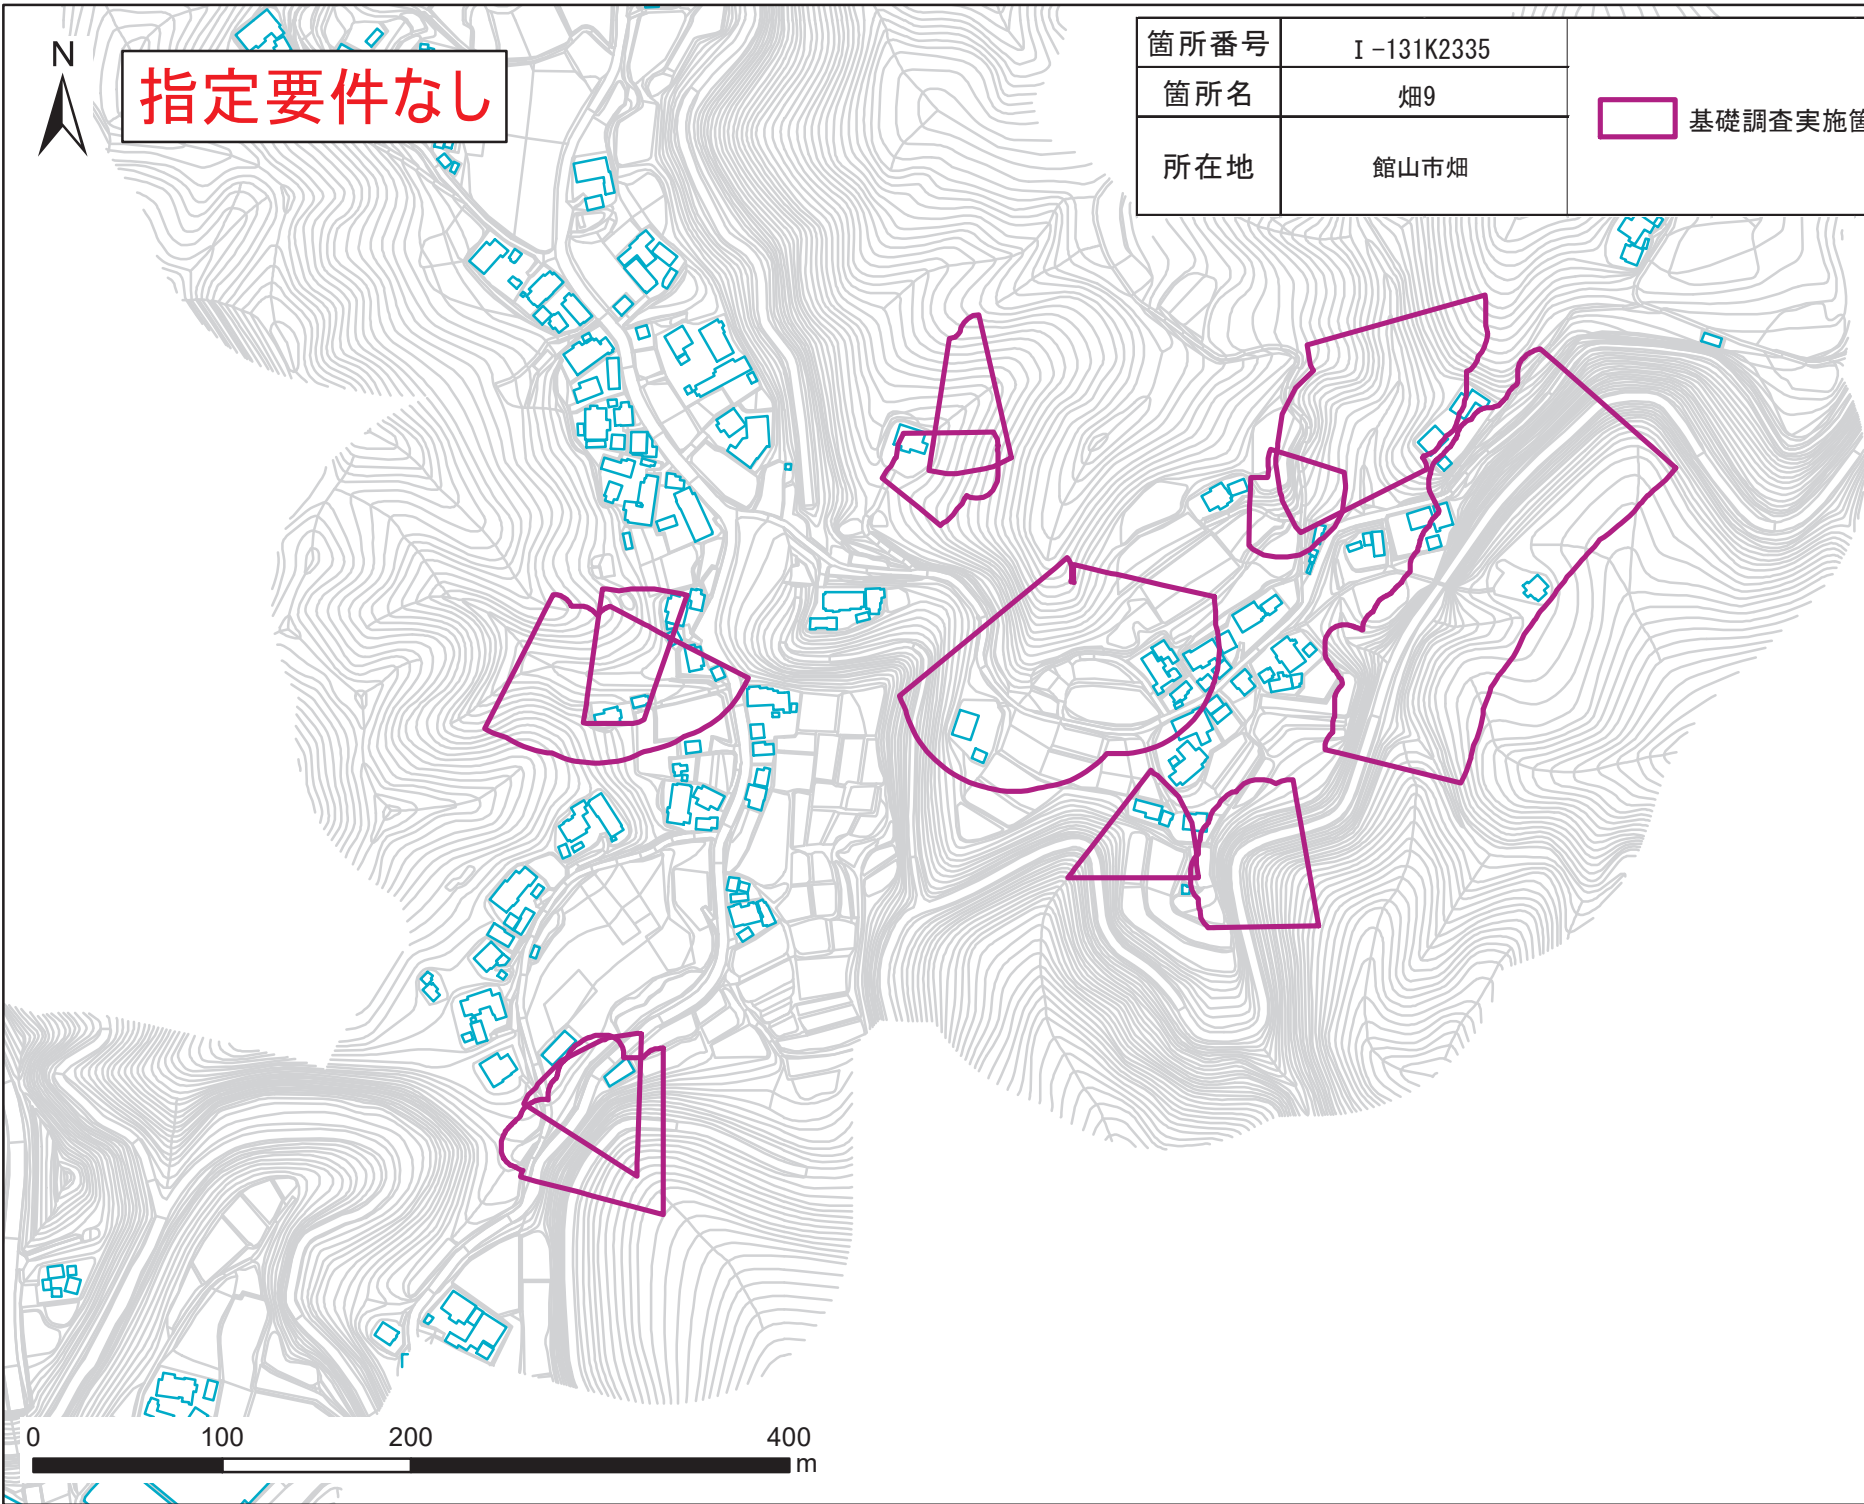 N
指定要件なし
箇所番号 Ⅰ-131K2335
箇所名 畑9
所在地 館山市畑
基礎調査実施箇
0 100 200 400
m